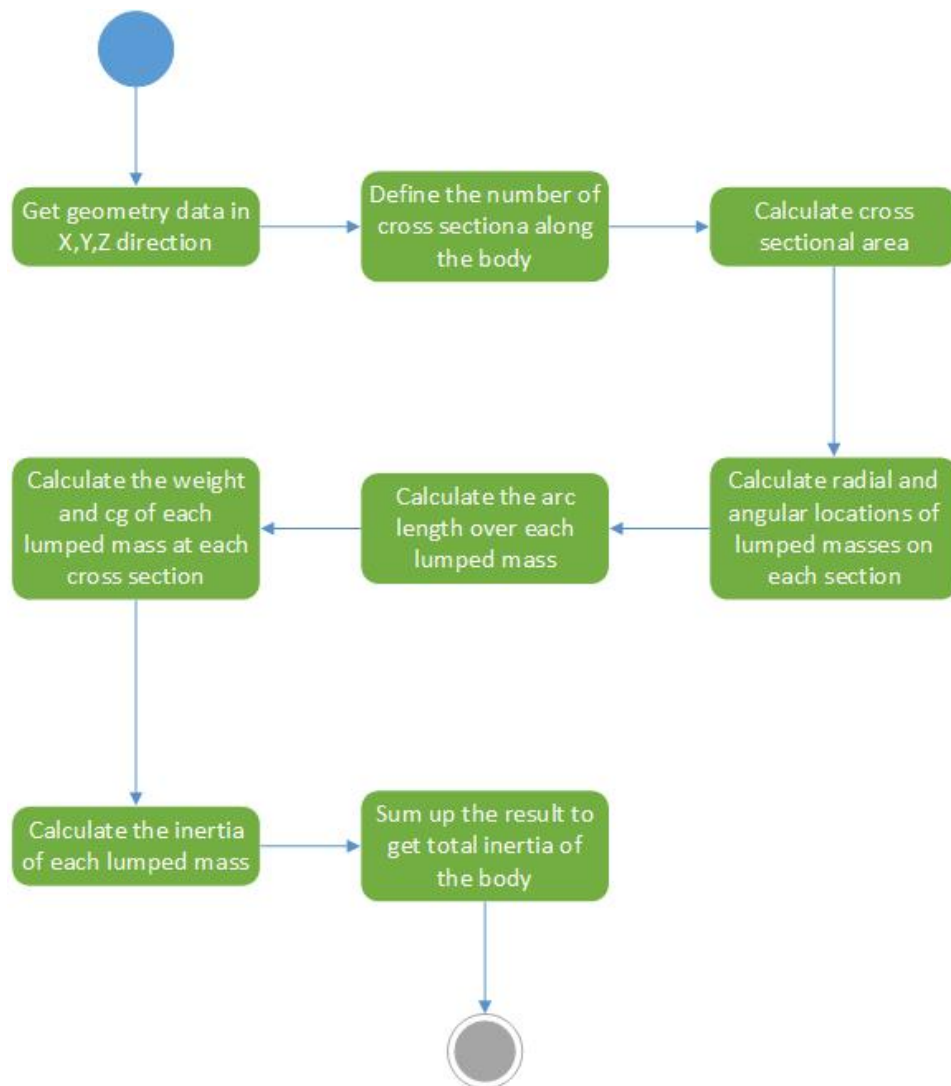 Get geometry data in
X,Y,Z direction
Define the number of
cross sectiona along
the body
Calculate cross
sectional area
Calculate radial and
angular locations of
lumped masses on
each section
Calculate the arc
length over each
lumped mass
Calculate the weight
and cg of each
lumped mass at each
cross section
Calculate the inertia
of each lumped mass
Sum up the result to
get total inertia of
the body